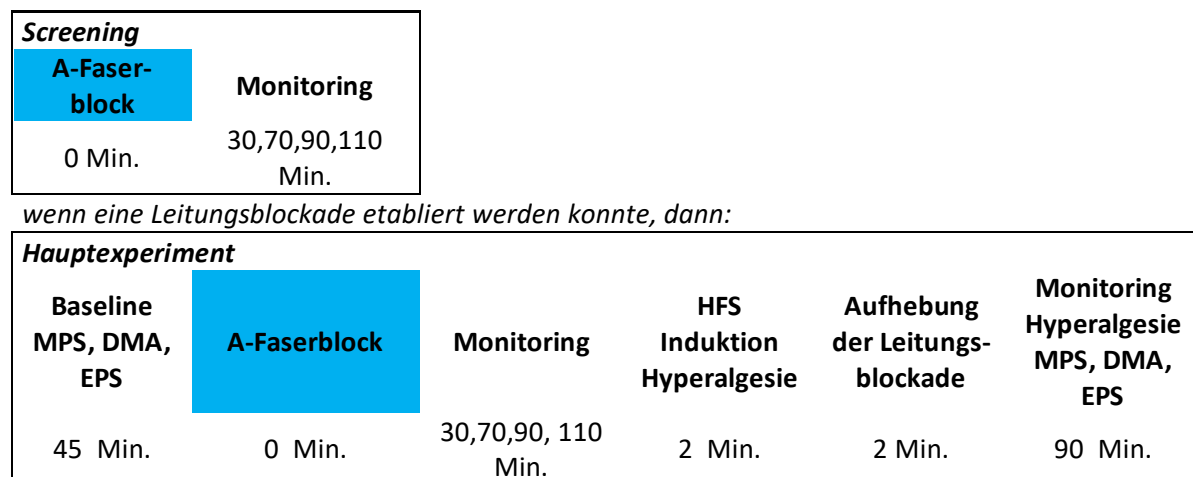 Screening
A-Faser-
block
Monitoring
0 Min.
30,70,90,110
Min.
wenn eine Leitungsblockade etabliert werden konnte, dann:
Hauptexperiment
Baseline
MPS, DMA,
EPS
A-Faserblock
Monitoring
HFS
Induktion
Hyperalgesie
Aufhebung
der Leitungs-
blockade
Monitoring
Hyperalgesie
MPS, DMA,
EPS
45 Min.
0 Min.
30,70,90, 110
Min.
2 Min.
2 Min.
90 Min.